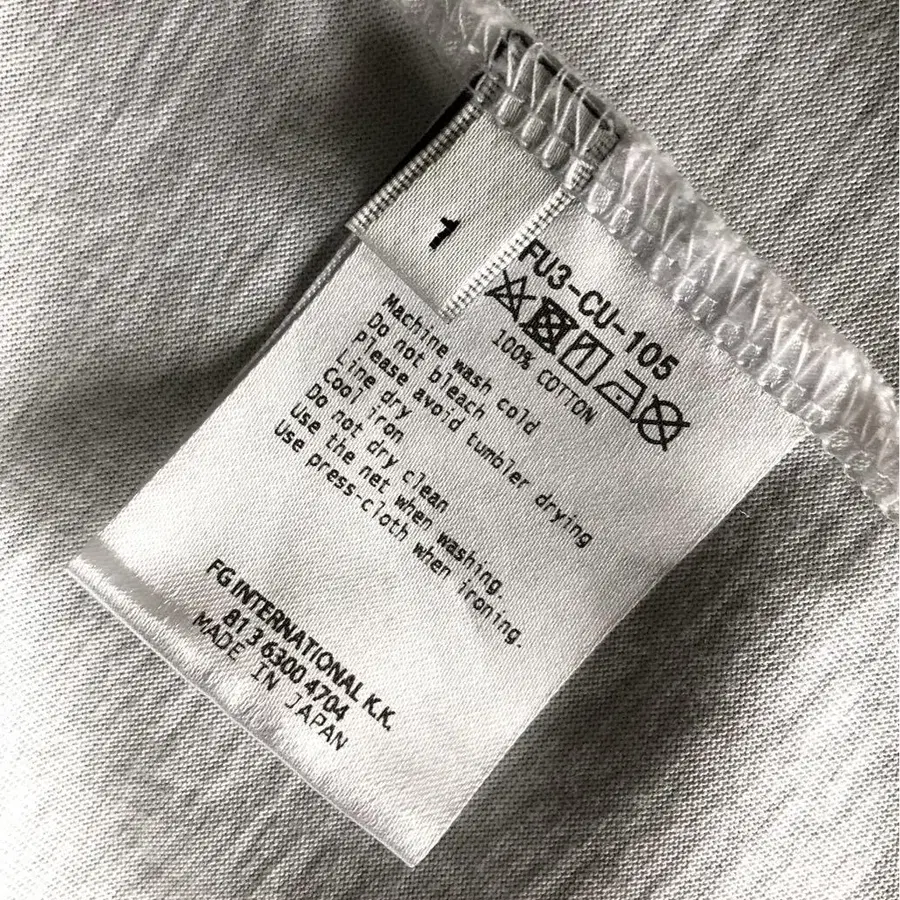 1
FU3-CU-105
100% COTTON
Machine wash cold
Do not bleach
Please avoid tumbler drying
Line dry
Cool iron
Do not dry clean
Use the net when washing.
Use press-cloth when ironing.
FG INTERNATIONAL K.K.
81 3 6300 4704
MADE IN JAPAN